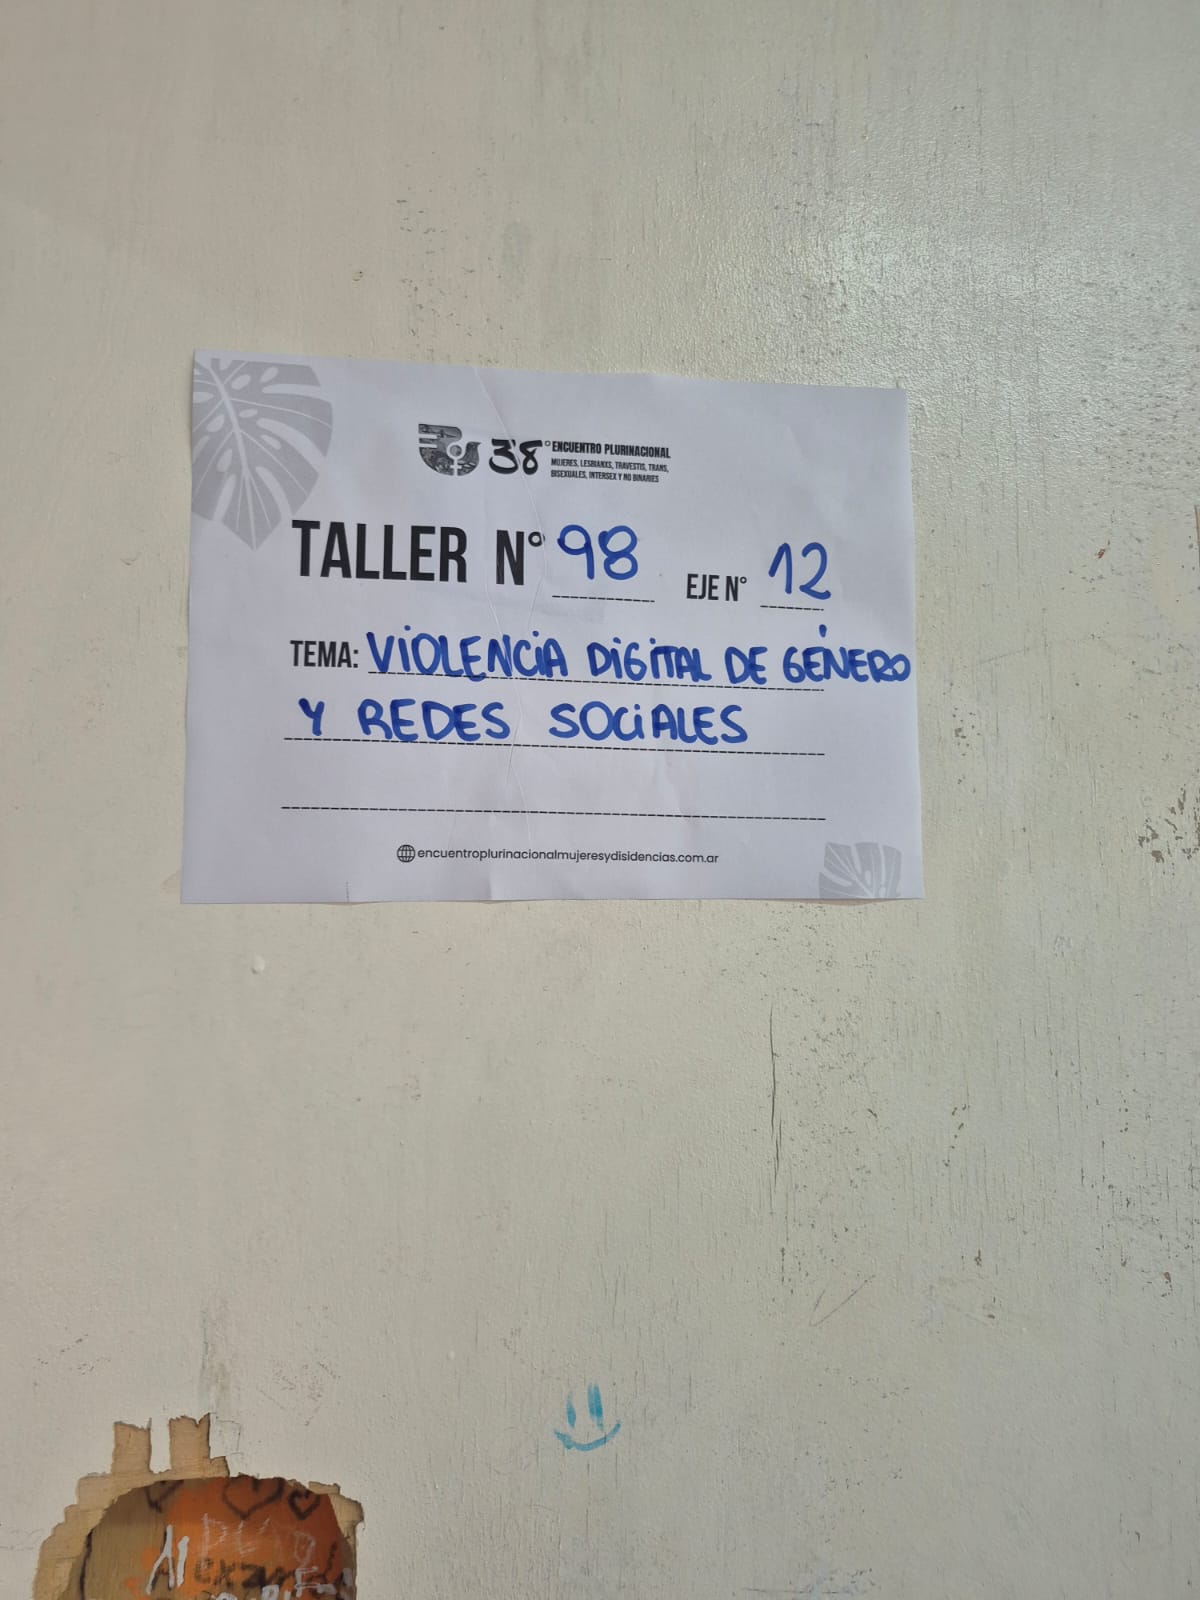 38° ENCUENTRO PLURINACIONAL
MUJERES, LESBIANXS, TRAVESTIS, TRANS,
BISEXUALES, INTERSEX Y NO BINARIES
TALLER N° 98 EJE N° 12
TEMA: VIOLENCIA DIGITAL DE GÉNERO
Y REDES SOCIALES
encuentroplurinacionalmujeresydisidencias.com.ar